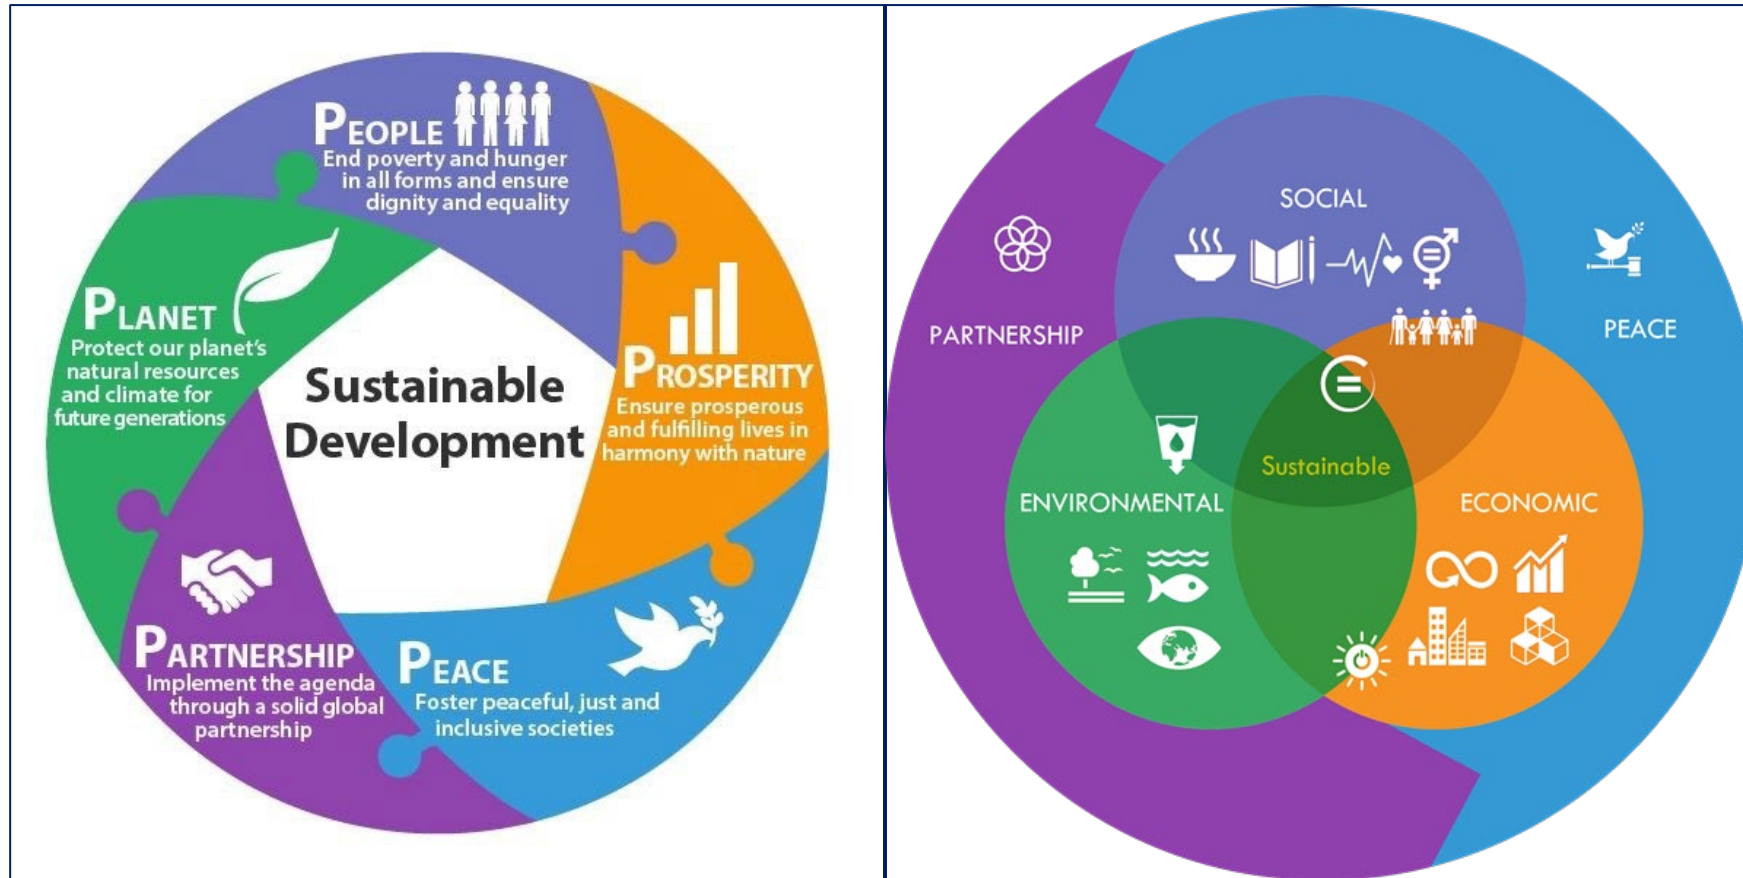 PEOPLE
End poverty and hunger
in all forms and ensure
dignity and equality
PLANET
Protect our planet's
natural resources
and climate for
future generations
Sustainable
Development
PROSPERITY
Ensure prosperous
and fulfilling lives in
harmony with nature
PARTNERSHIP
Implement the agenda
through a solid global
partnership
PEACE
Foster peaceful, just and
inclusive societies
SOCIAL
PARTNERSHIP
PEACE
Sustainable
ENVIRONMENTAL
ECONOMIC